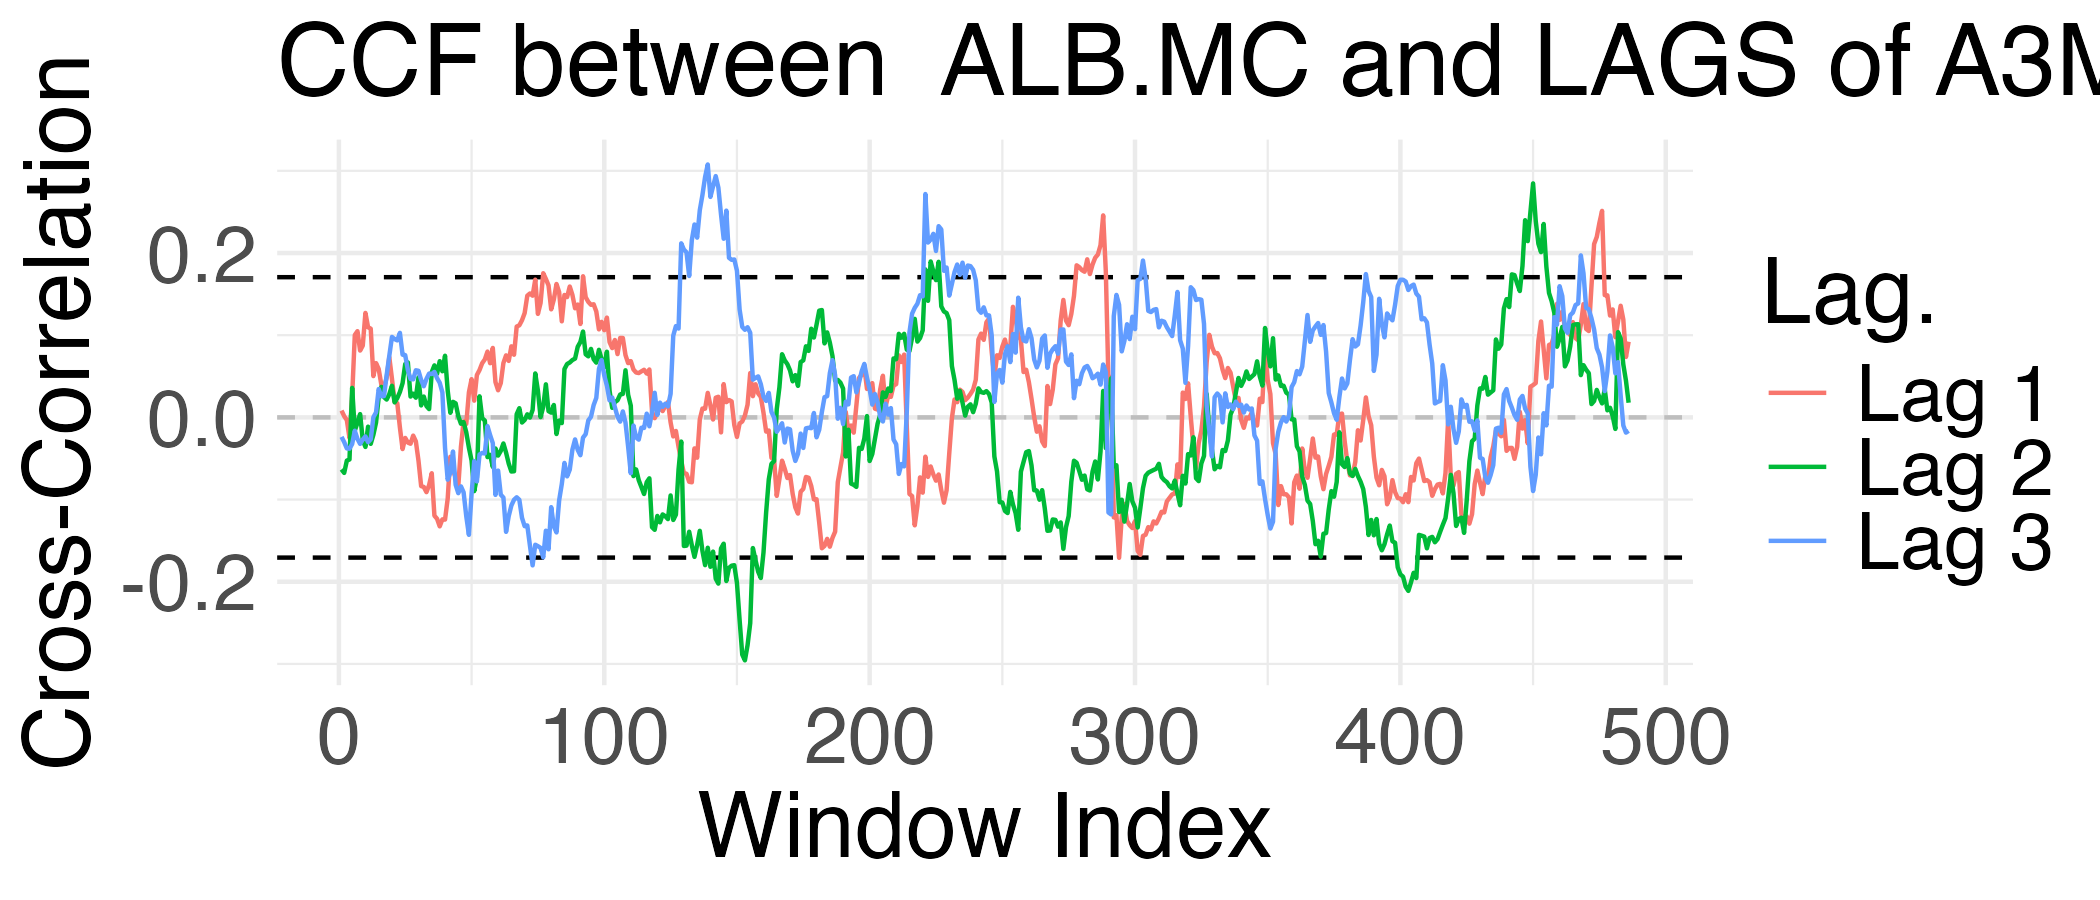 CCF between  ALB.MC and LAGS of A3M
Cross-Correlation
0.2
0.0
-0.2
0 100 200 300 400 500
Window Index
Lag.
Lag 1
Lag 2
Lag 3